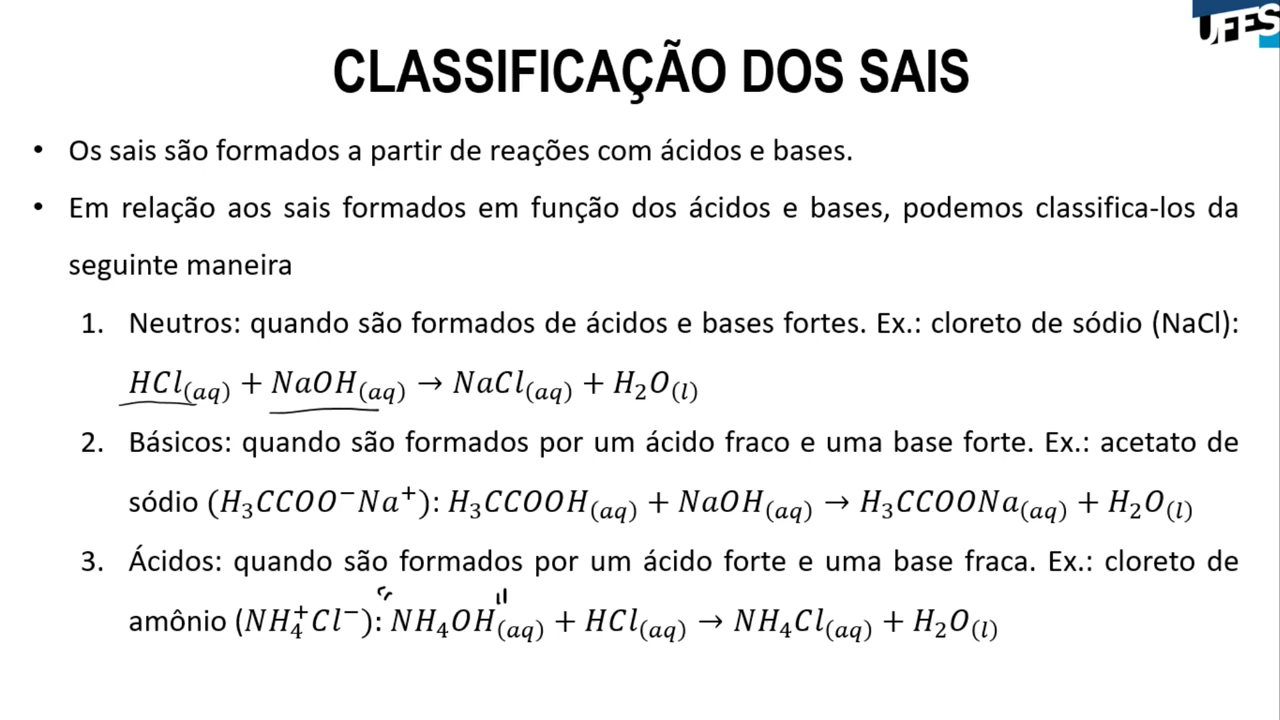 UFES
CLASSIFICAÇÃO DOS SAIS
• Os sais são formados a partir de reações com ácidos e bases.
• Em relação aos sais formados em função dos ácidos e bases, podemos classifica-los da
seguinte maneira
1. Neutros: quando são formados de ácidos e bases fortes. Ex.: cloreto de sódio (NaCl):
HCl(aq) + NaOH(aq) → NaCl(aq) + H₂O(l)
2. Básicos: quando são formados por um ácido fraco e uma base forte. Ex.: acetato de
sódio (H₃CCOO⁻Na⁺): H₃CCOOH(aq) + NaOH(aq) → H₃CCOONa(aq) + H₂O(l)
3. Ácidos: quando são formados por um ácido forte e uma base fraca. Ex.: cloreto de
amônio (NH₄⁺Cl⁻): NH₄OH(aq) + HCl(aq) → NH₄Cl(aq) + H₂O(l)